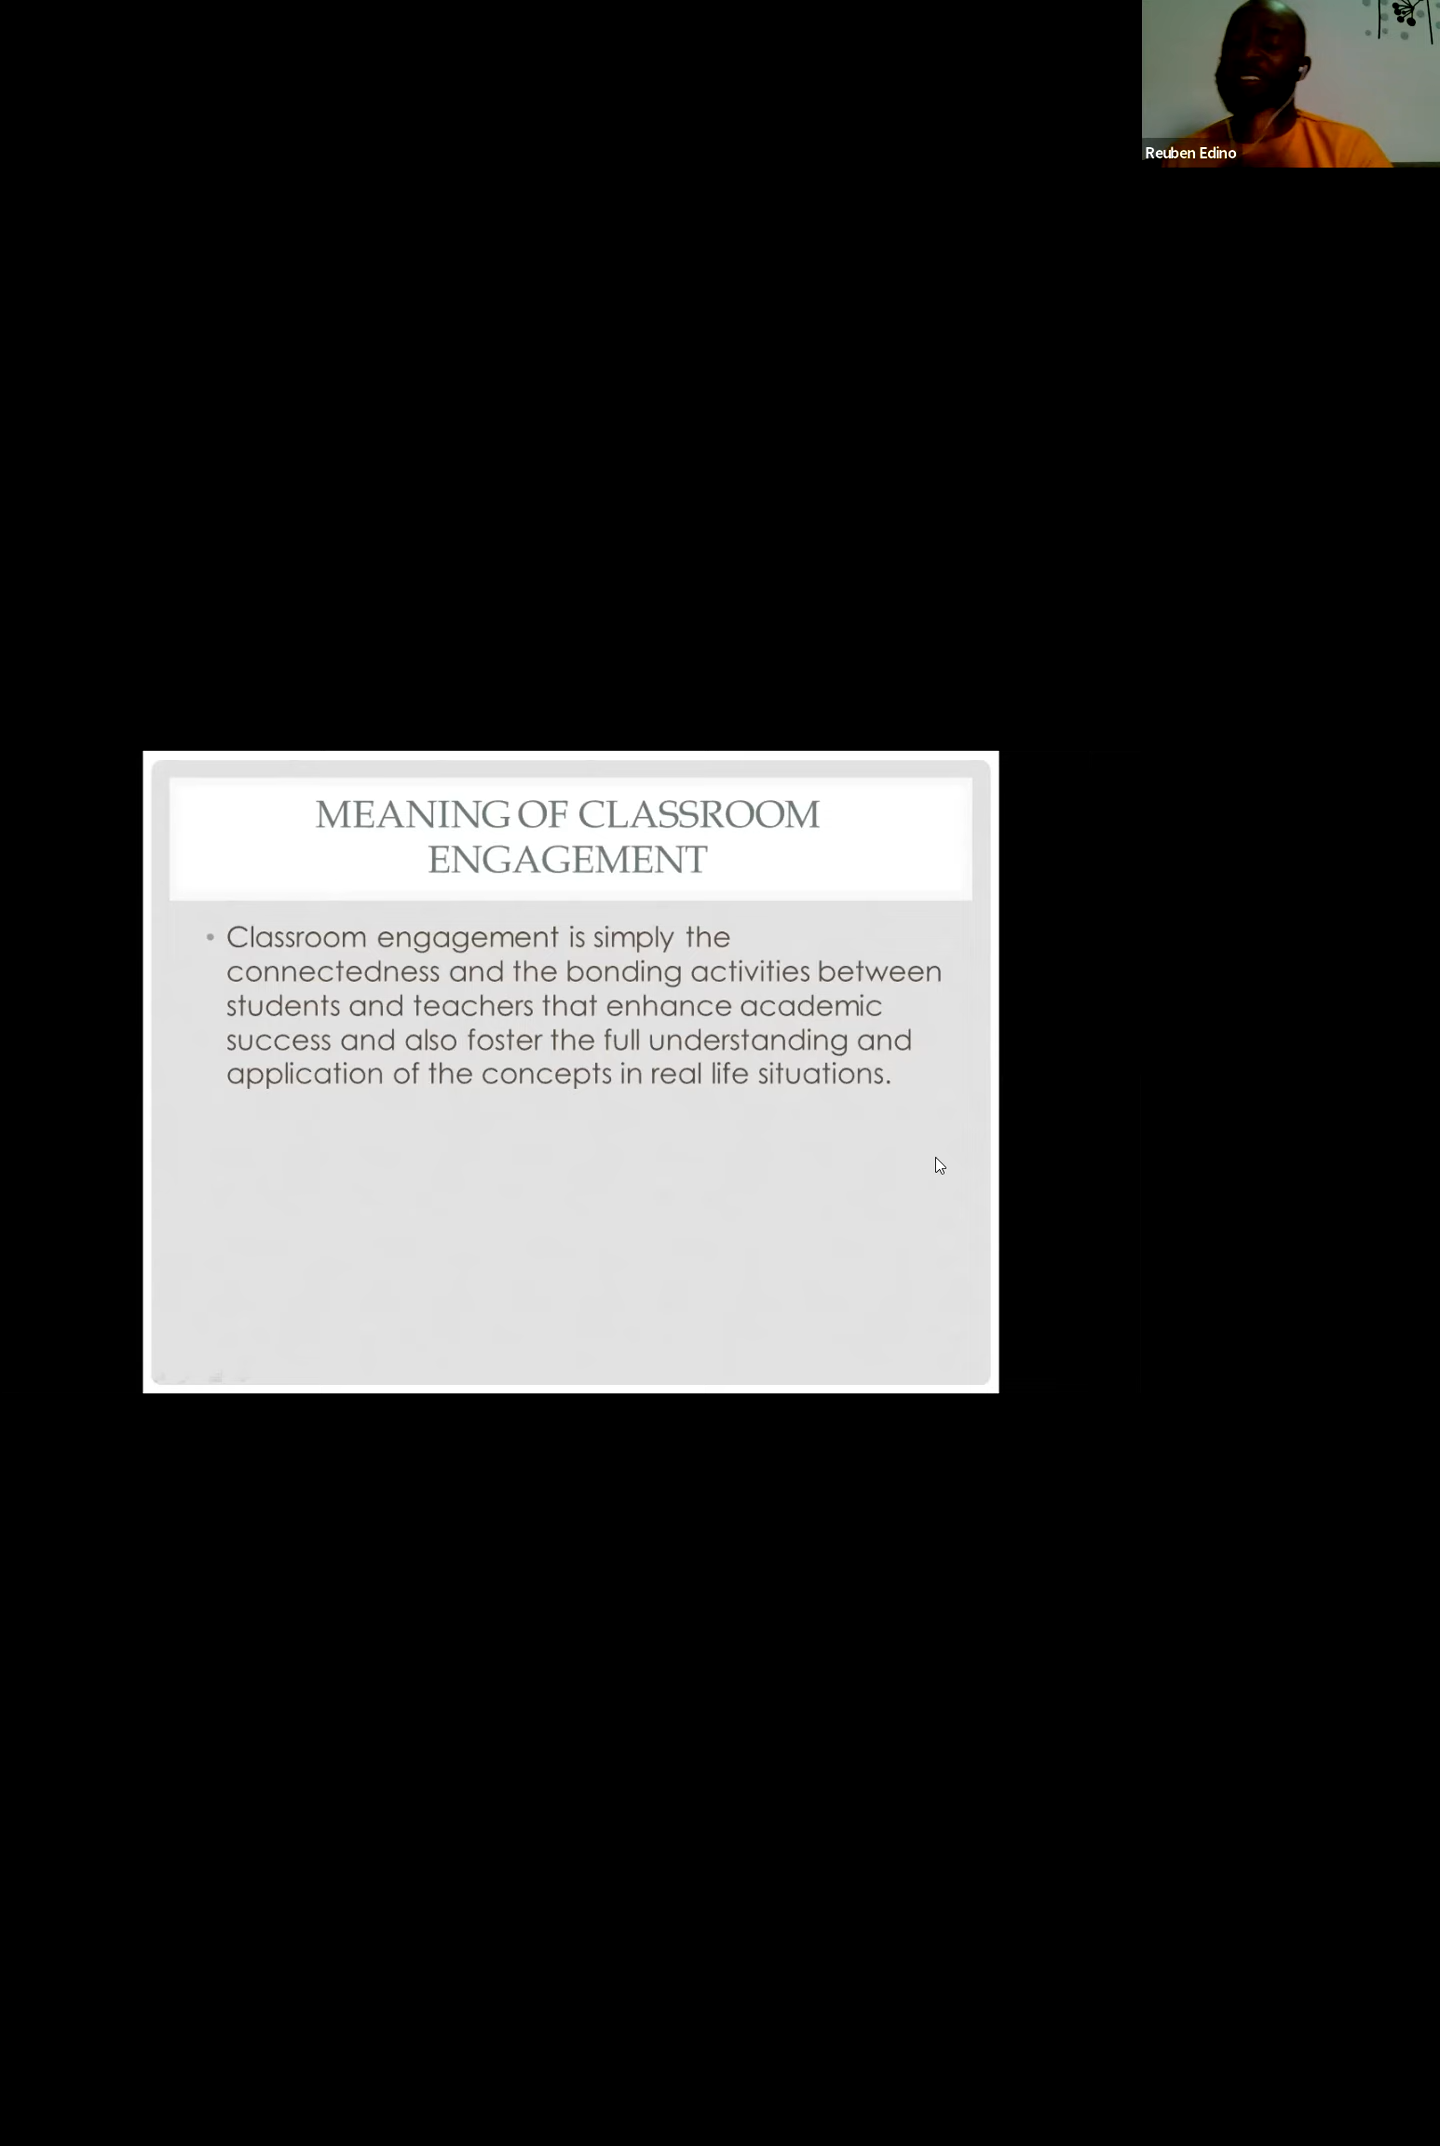 Reuben Edino
MEANING OF CLASSROOM
ENGAGEMENT
• Classroom engagement is simply the
connectedness and the bonding activities between
students and teachers that enhance academic
success and also foster the full understanding and
application of the concepts in real life situations.